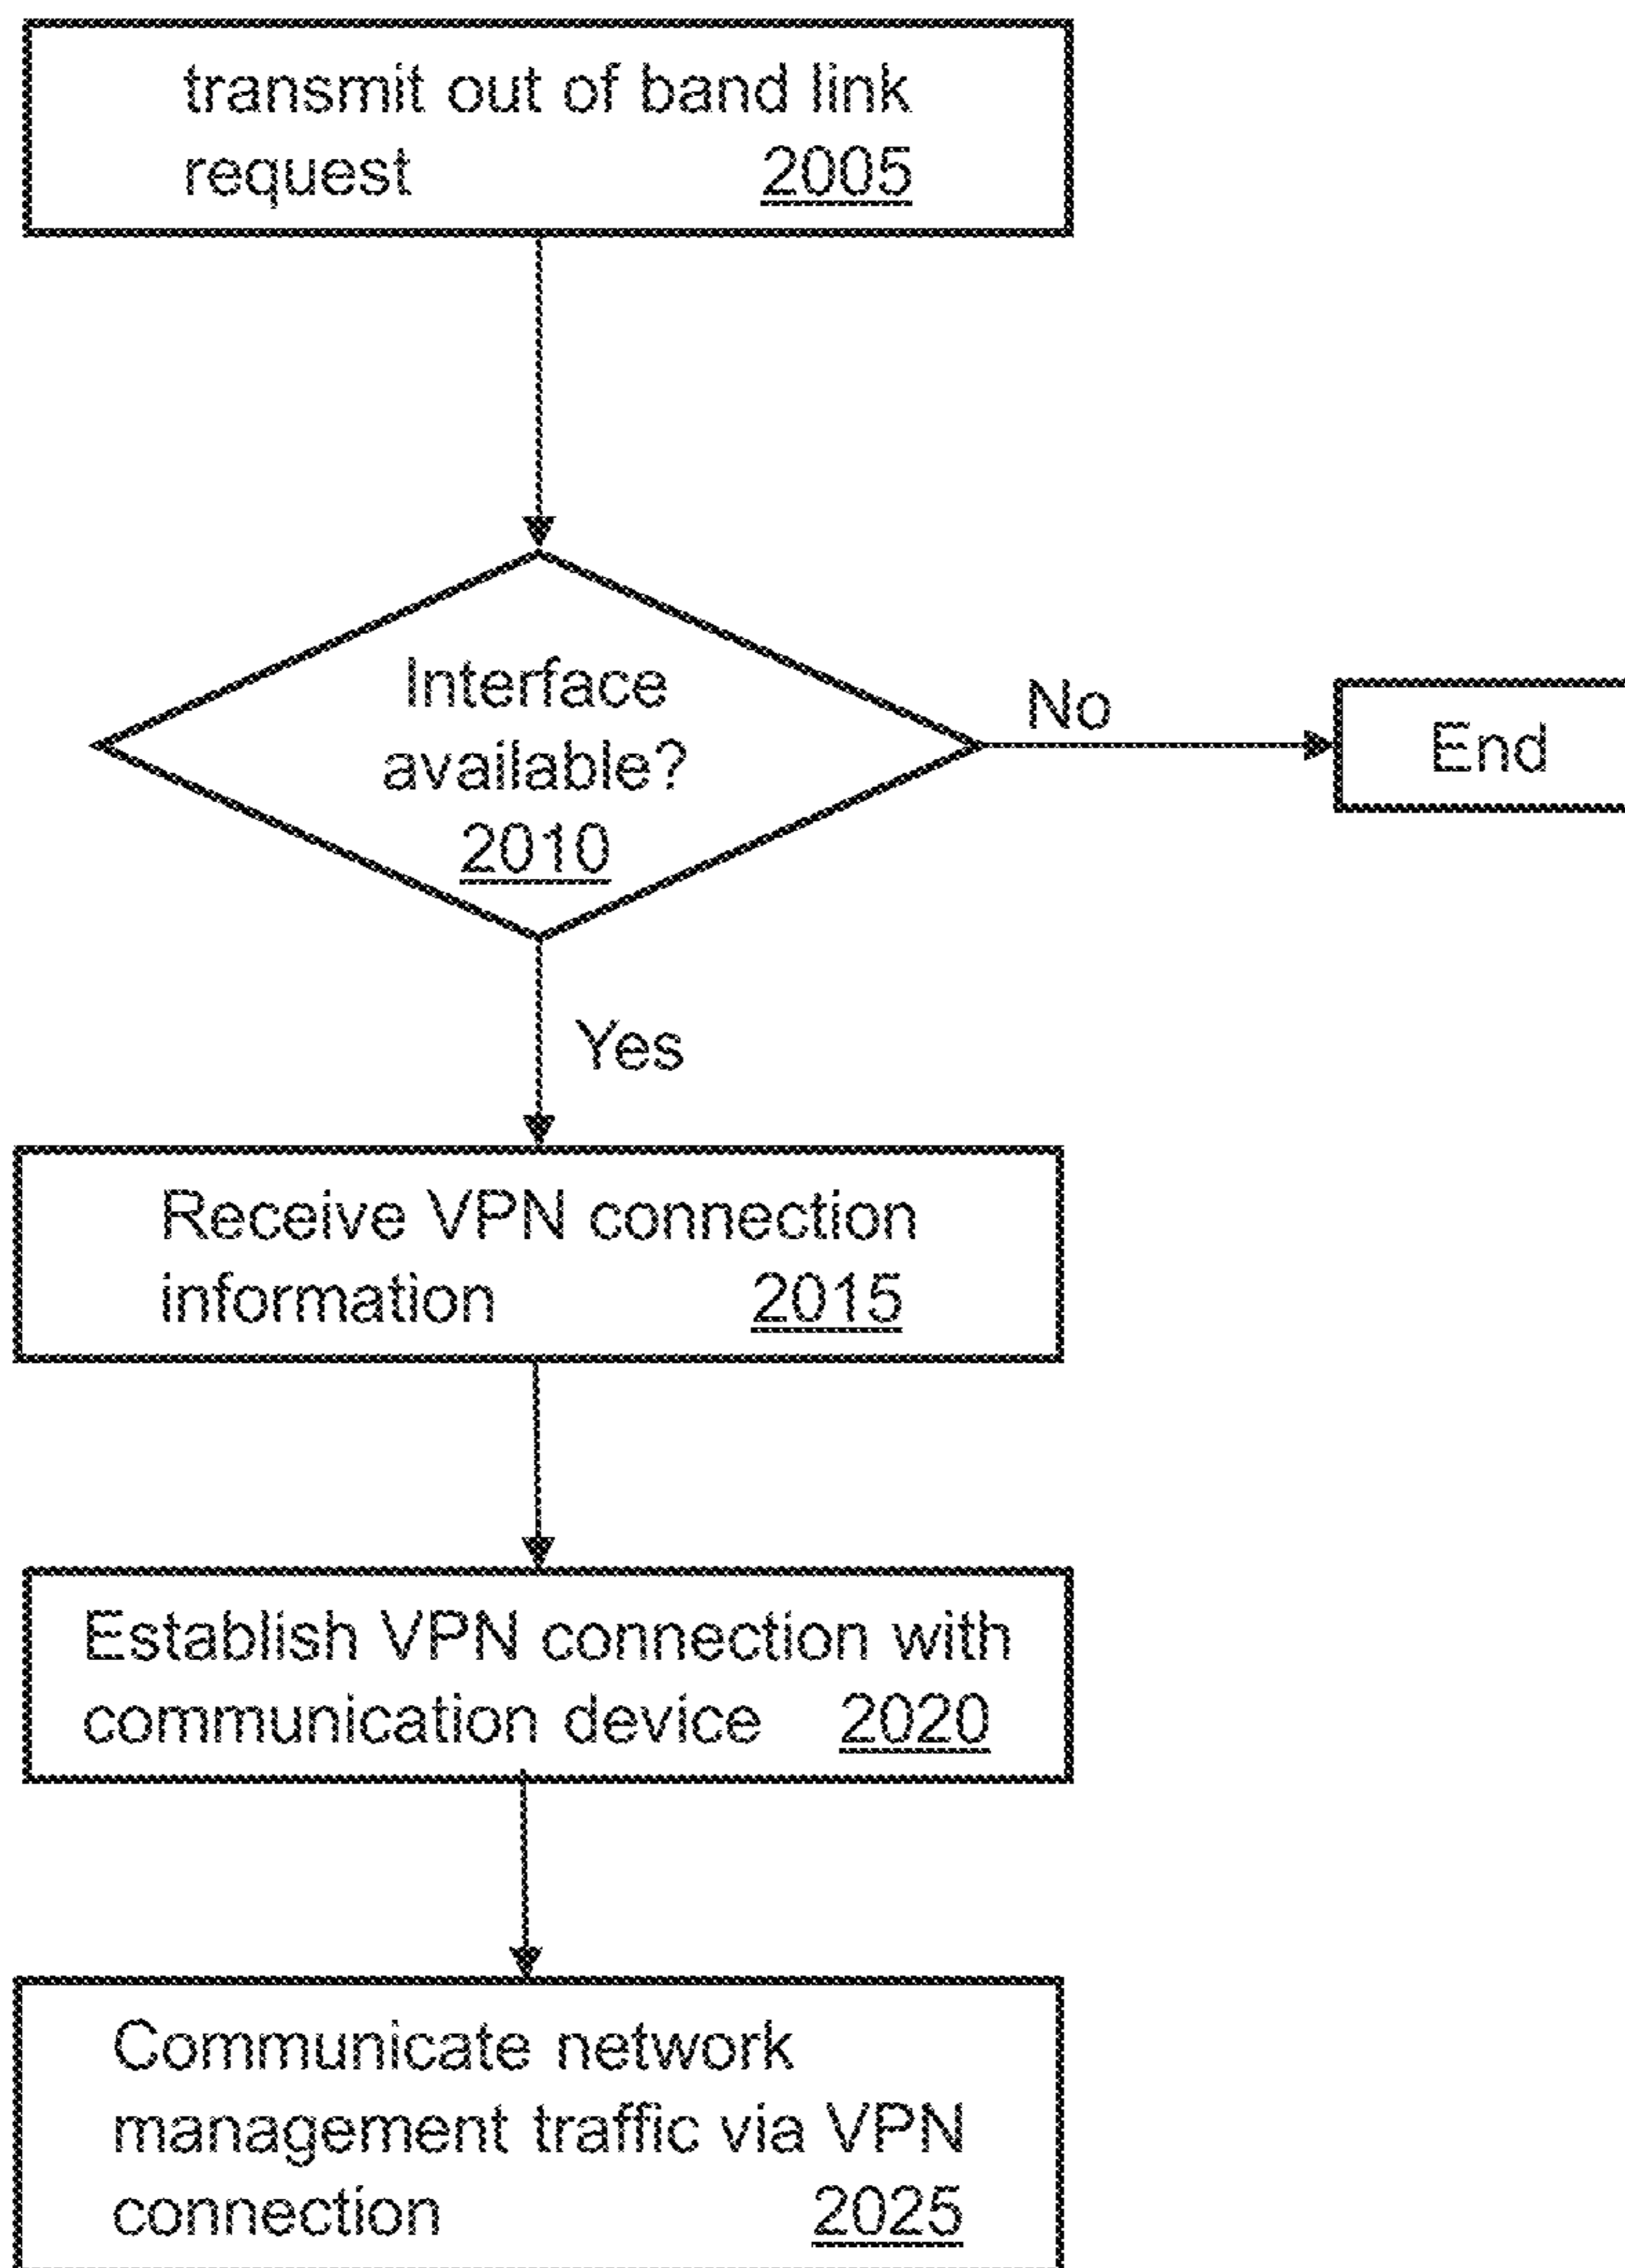 transmit out of band link
request 2005
Interface
available?
2010
No
End
Yes
Receive VPN connection
information 2015
Establish VPN connection with
communication device 2020
Communicate network
management traffic via VPN
connection 2025